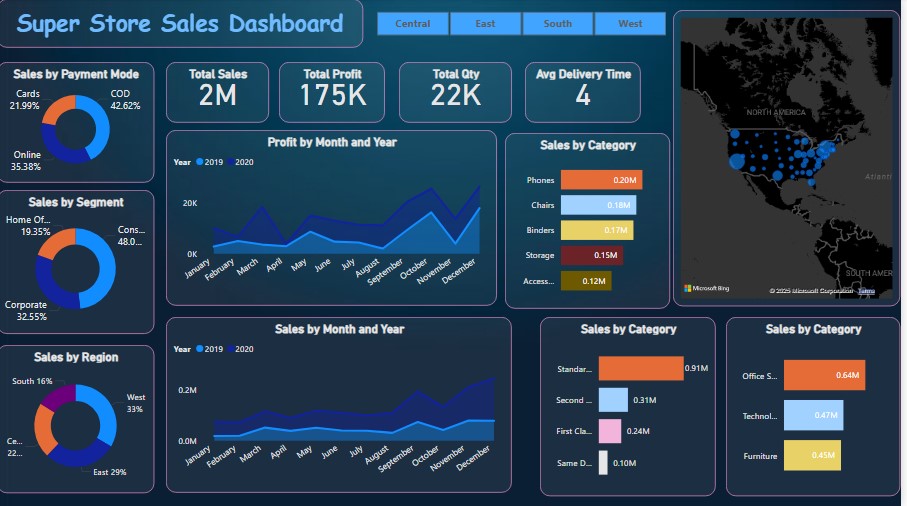 Super Store Sales Dashboard
Central East South West
Sales by Payment Mode
Cards
21.99%
COD
42.62%
Online
35.38%
Total Sales
2M
Total Profit
175K
Total Qty
22K
Avg Delivery Time
4
Profit by Month and Year
Year 2019 2020
20K
0K
January
February
March
April
May
June
July
August
September
October
November
December
Sales by Category
Phones 0.20M
Chairs 0.18M
Binders 0.17M
Storage 0.15M
Access... 0.12M
NORTH AMERICA
Atlanti
SOUTH AMER
Microsoft Bing
© 2025 Microsoft Corporation Terms
Sales by Segment
Home Of...
19.35%
Cons...
48.0...
Corporate
32.55%
Sales by Region
South 16%
West
33%
Ce...
22...
East 29%
Sales by Month and Year
Year 2019 2020
0.2M
0.0M
January
February
March
April
May
June
July
August
September
October
November
December
Sales by Category
Standar... 0.91M
Second ... 0.31M
First Cla... 0.24M
Same D... 0.10M
Sales by Category
Office S... 0.64M
Technol... 0.47M
Furniture 0.45M